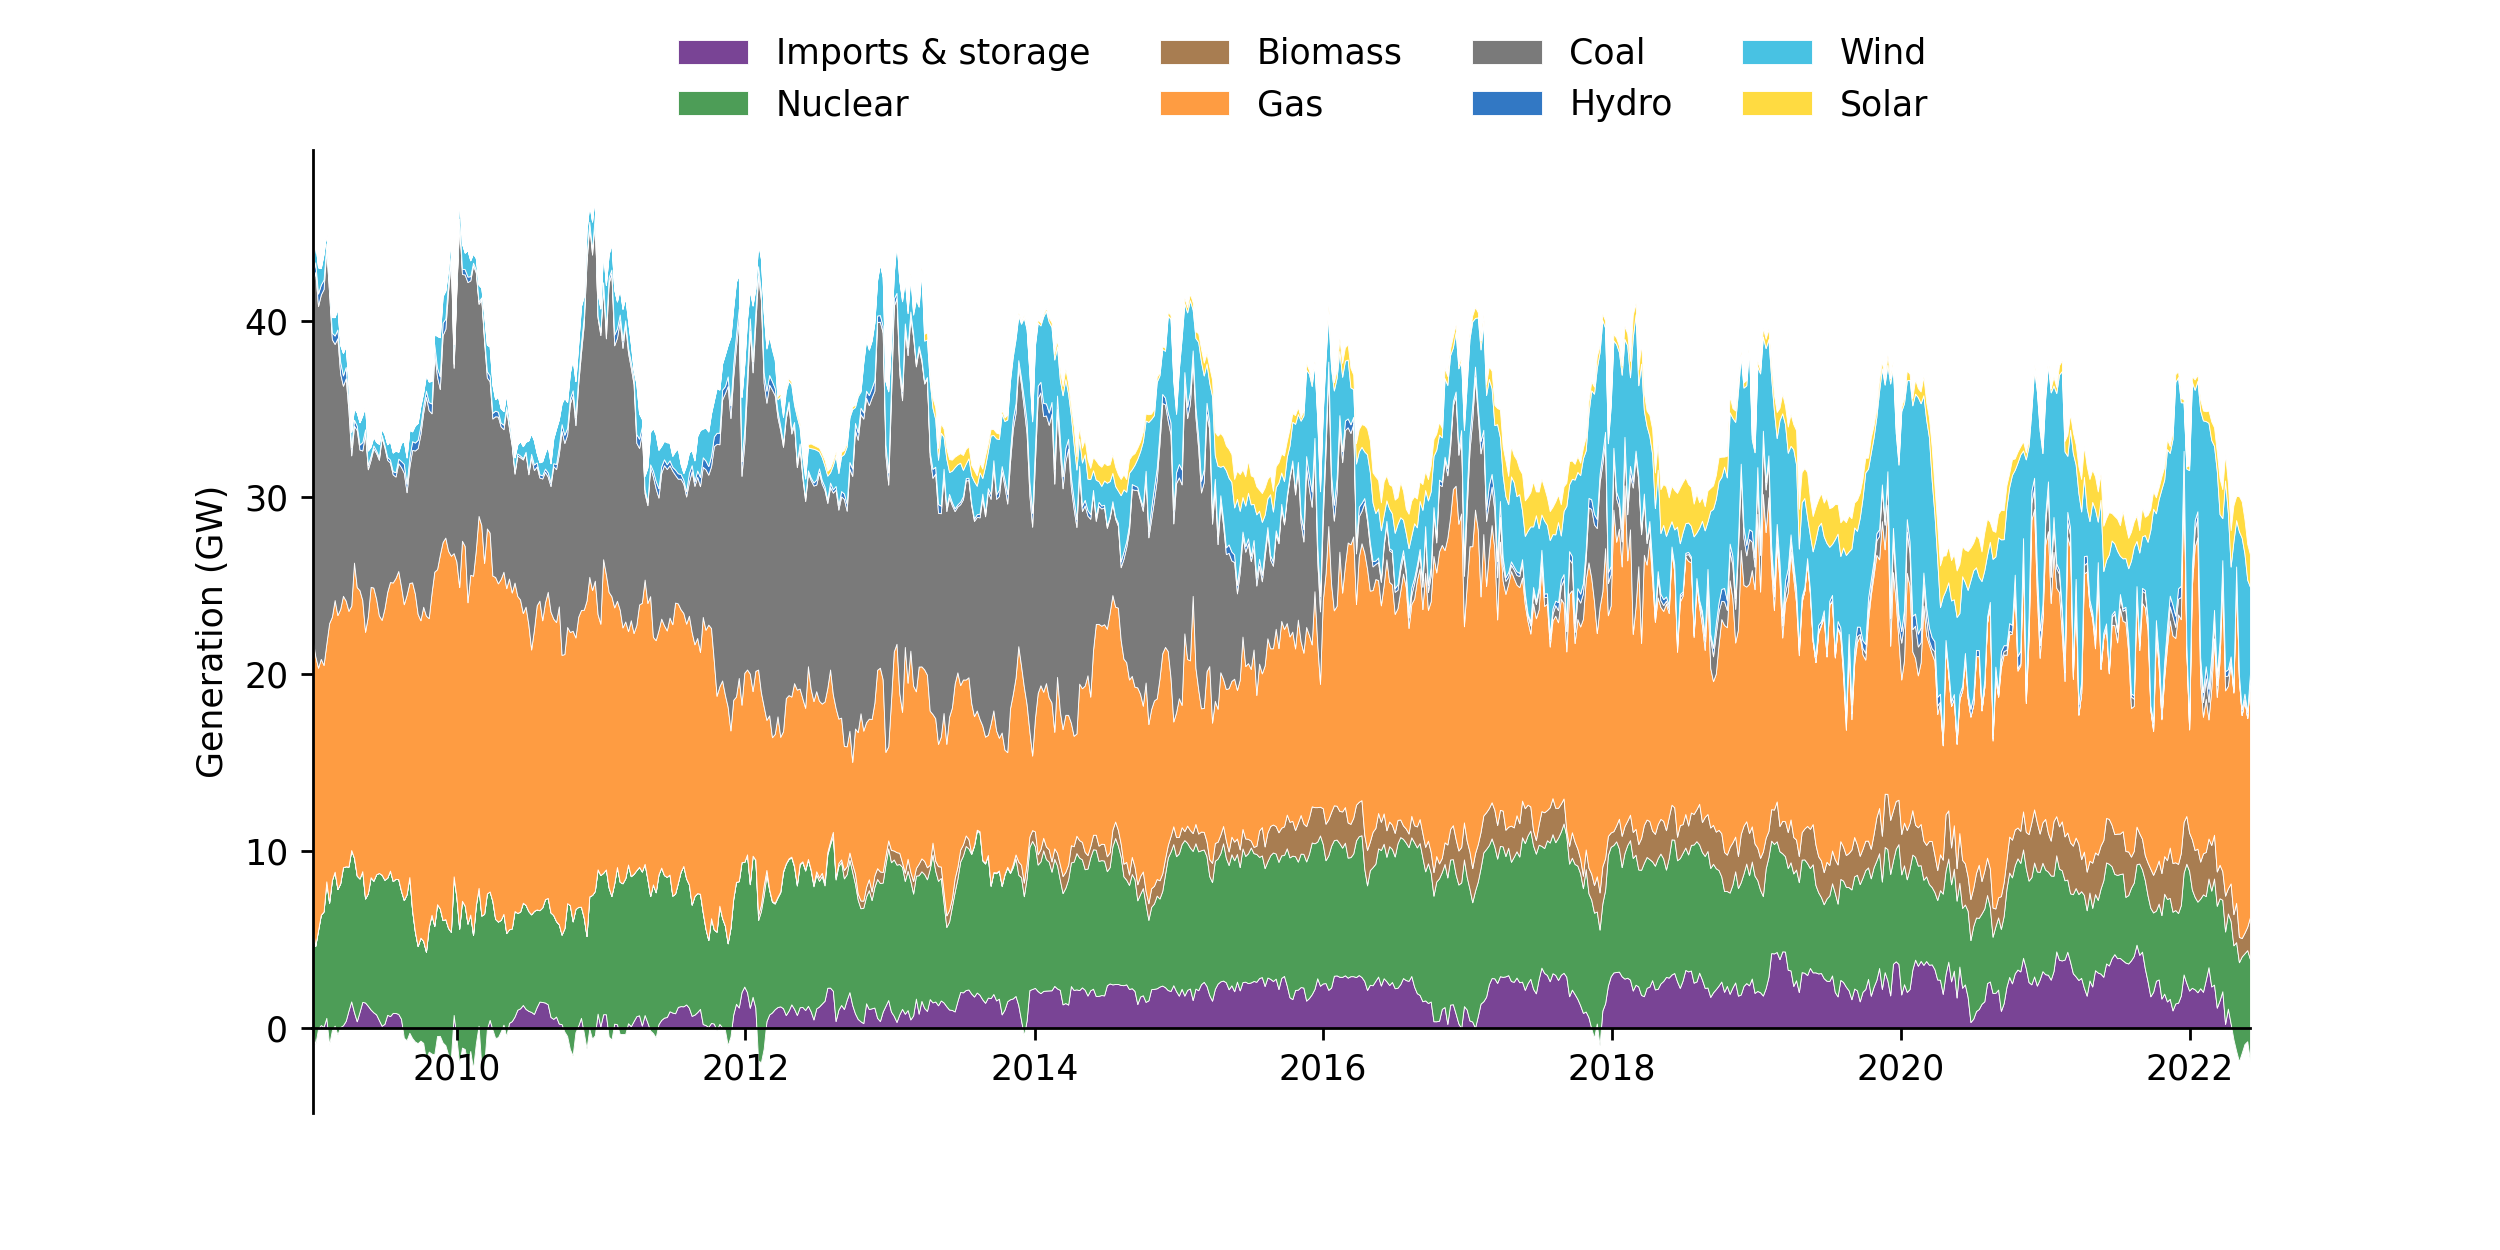 Imports & storage Biomass Coal Wind
Nuclear Gas Hydro Solar
Generation (GW)
40
30
20
10
0
2010 2012 2014 2016 2018 2020 2022